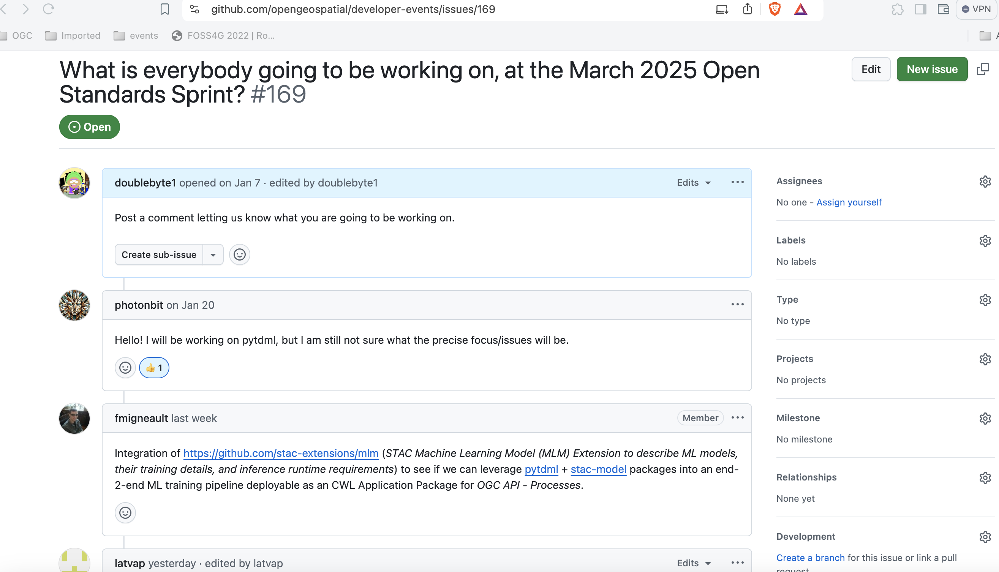 github.com/opengeospatial/developer-events/issues/169
VPN
OGC
Imported
events
FOSS4G 2022 | Ro...
What is everybody going to be working on, at the March 2025 Open
Standards Sprint? #169
Edit
New issue
Open
doublebyte1 opened on Jan 7 · edited by doublebyte1
Edits
Post a comment letting us know what you are going to be working on.
Create sub-issue
photonbit on Jan 20
Hello! I will be working on pytdml, but I am still not sure what the precise focus/issues will be.
👍 1
fmigneault last week
Member
Integration of https://github.com/stac-extensions/mlm (STAC Machine Learning Model (MLM) Extension to describe ML models,
their training details, and inference runtime requirements) to see if we can leverage pytdml + stac-model packages into an end-
2-end ML training pipeline deployable as an CWL Application Package for OGC API - Processes.
latvap yesterday · edited by latvap
Edits
Assignees
No one - Assign yourself
Labels
No labels
Type
No type
Projects
No projects
Milestone
No milestone
Relationships
None yet
Development
Create a branch for this issue or link a pull
request